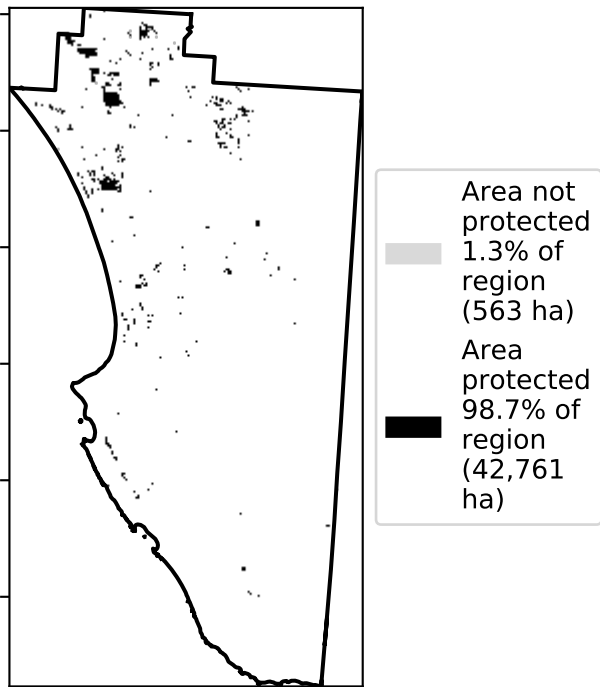 Area not
protected
1.3% of
region
(563 ha)
Area
protected
98.7% of
region
(42,761
ha)